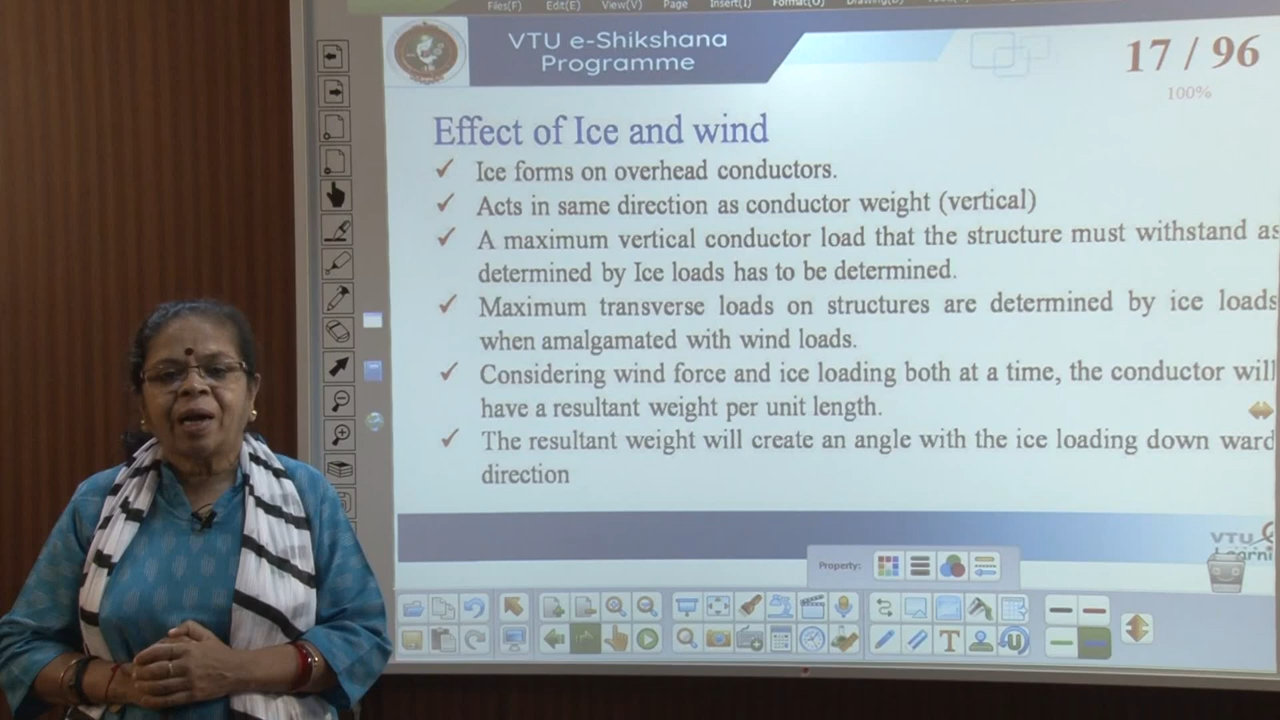 Files(F) Edit(E) View(V) Page Insert(I) Format(O)
VTU e-Shikshana
Programme
17 / 96
100%
Effect of Ice and wind
✓ Ice forms on overhead conductors.
✓ Acts in same direction as conductor weight (vertical)
✓ A maximum vertical conductor load that the structure must withstand as
determined by Ice loads has to be determined.
✓ Maximum transverse loads on structures are determined by ice loads
when amalgamated with wind loads.
✓ Considering wind force and ice loading both at a time, the conductor will
have a resultant weight per unit length.
✓ The resultant weight will create an angle with the ice loading down ward
direction
VTU
Property: